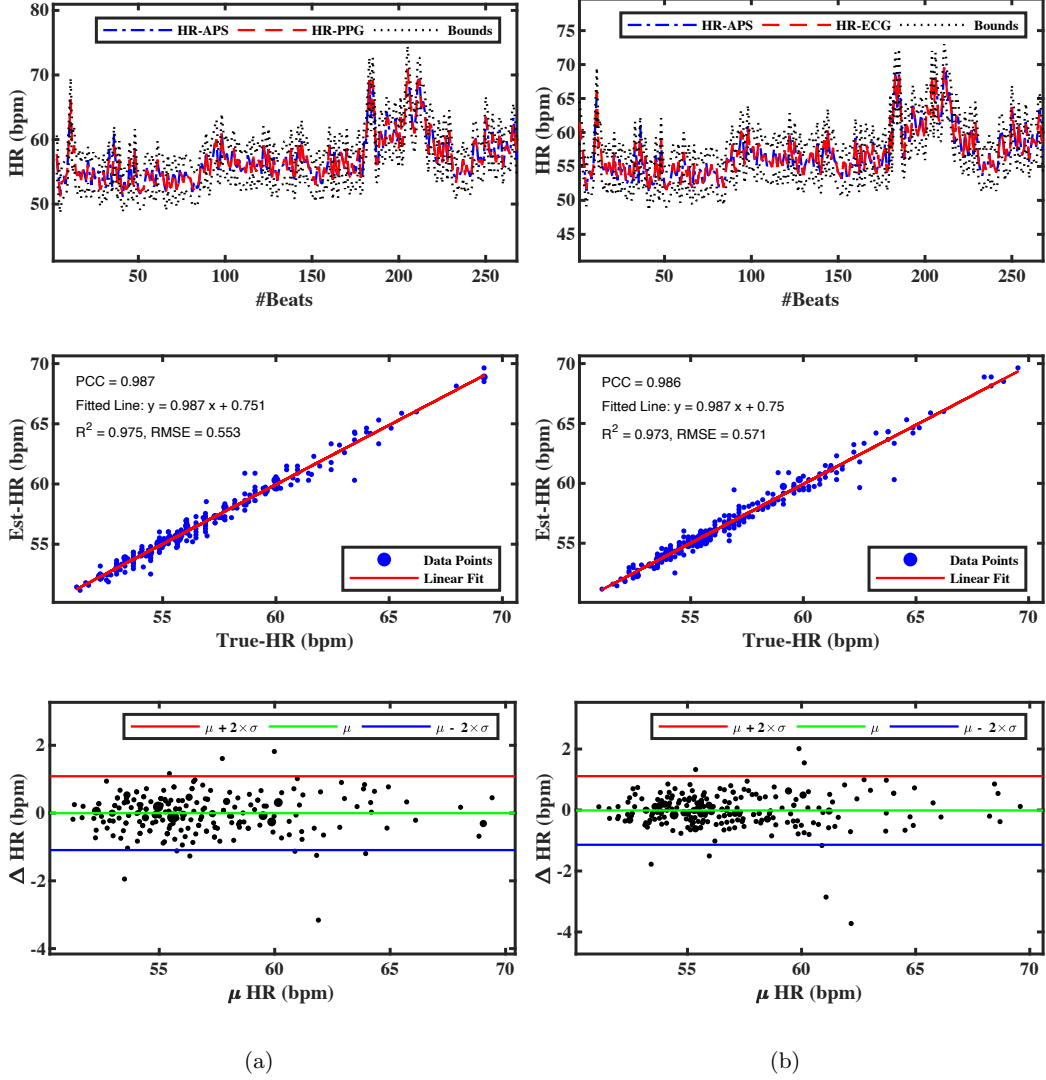 HR-APS HR-PPG Bounds
HR (bpm)
80
70
60
50
50 100 150 200 250
#Beats
HR-APS HR-ECG Bounds
HR (bpm)
75
70
65
60
55
50
45
50 100 150 200 250
#Beats
PCC = 0.987
Fitted Line: y = 0.987 x + 0.751
R² = 0.975, RMSE = 0.553
Est-HR (bpm)
70
65
60
55
Data Points
Linear Fit
55 60 65 70
True-HR (bpm)
PCC = 0.986
Fitted Line: y = 0.987 x + 0.75
R² = 0.973, RMSE = 0.571
Est-HR (bpm)
70
65
60
55
Data Points
Linear Fit
55 60 65 70
True-HR (bpm)
μ + 2×σ μ μ - 2×σ
Δ HR (bpm)
2
0
-2
-4
55 60 65 70
μ HR (bpm)
μ + 2×σ μ μ - 2×σ
Δ HR (bpm)
2
0
-2
-4
55 60 65 70
μ HR (bpm)
(a)
(b)